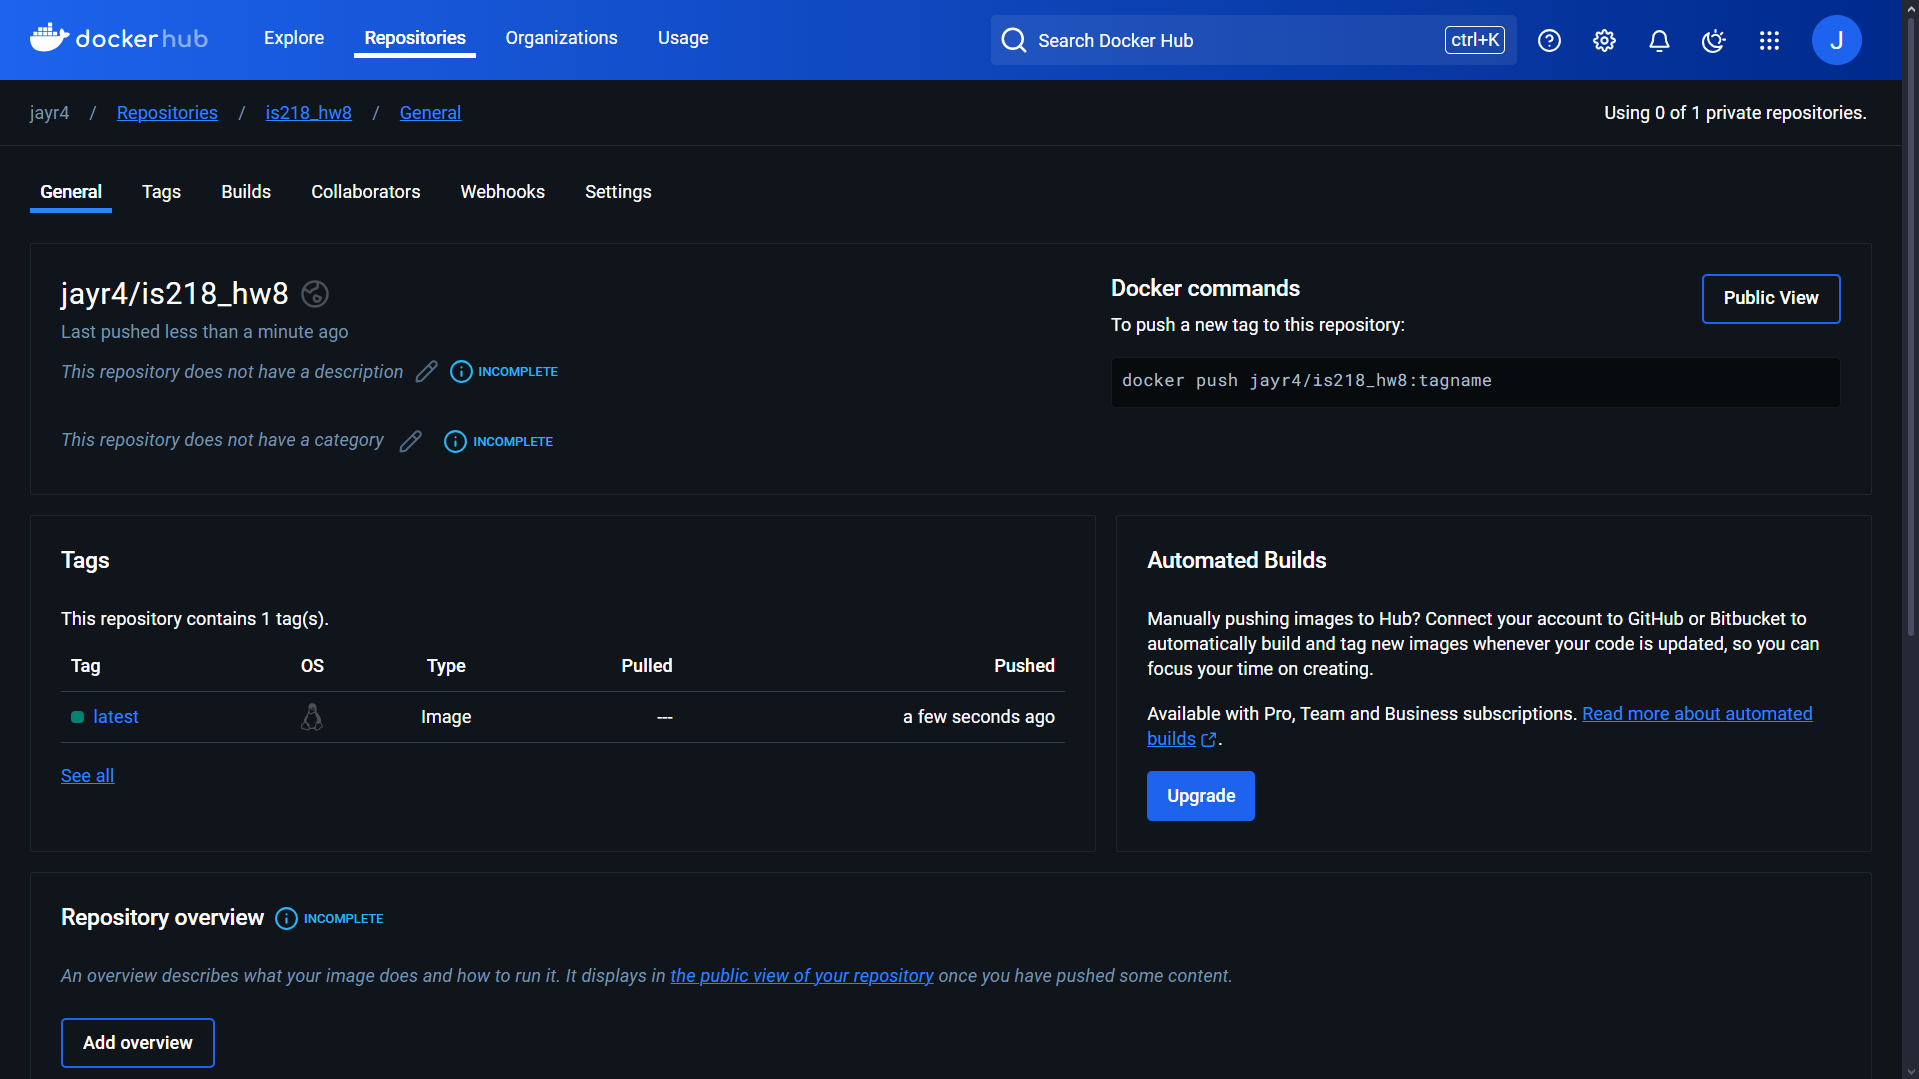 dockerhub
Explore
Repositories
Organizations
Usage
Search Docker Hub
ctrl+K
J
jayr4 / Repositories / is218_hw8 / General
Using 0 of 1 private repositories.
General
Tags
Builds
Collaborators
Webhooks
Settings
jayr4/is218_hw8
Last pushed less than a minute ago
This repository does not have a description
INCOMPLETE
This repository does not have a category
INCOMPLETE
Docker commands
Public View
To push a new tag to this repository:
docker push jayr4/is218_hw8:tagname
Tags
This repository contains 1 tag(s).
Tag OS Type Pulled Pushed
latest Image --- a few seconds ago
See all
Automated Builds
Manually pushing images to Hub? Connect your account to GitHub or Bitbucket to
automatically build and tag new images whenever your code is updated, so you can
focus your time on creating.
Available with Pro, Team and Business subscriptions. Read more about automated
builds.
Upgrade
Repository overview
INCOMPLETE
An overview describes what your image does and how to run it. It displays in the public view of your repository once you have pushed some content.
Add overview